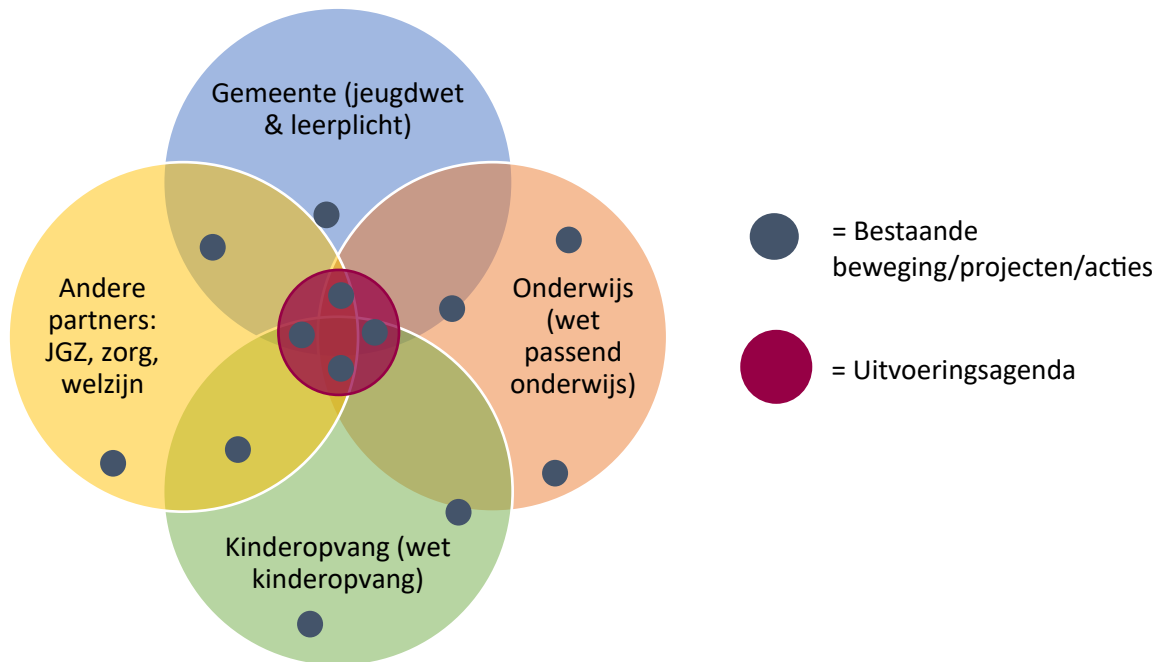 Gemeente (jeugdwet
& leerplicht)
Andere
partners:
JGZ, zorg,
welzijn
Onderwijs
(wet
passend
onderwijs)
Kinderopvang (wet
kinderopvang)
= Bestaande
beweging/projecten/acties
= Uitvoeringsagenda